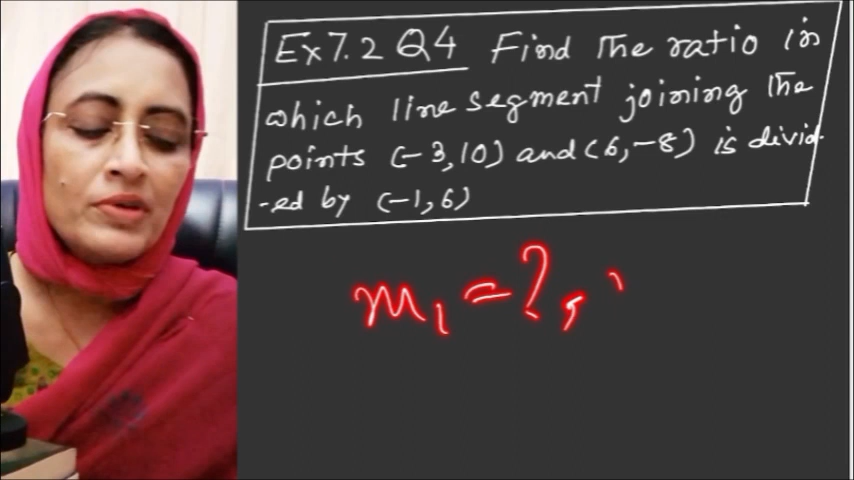 Ex7.2 Q4 Find the ratio in
which line segment joining the
points (-3,10) and (6,-8) is divid-
-ed by (-1,6)
m₁=?,